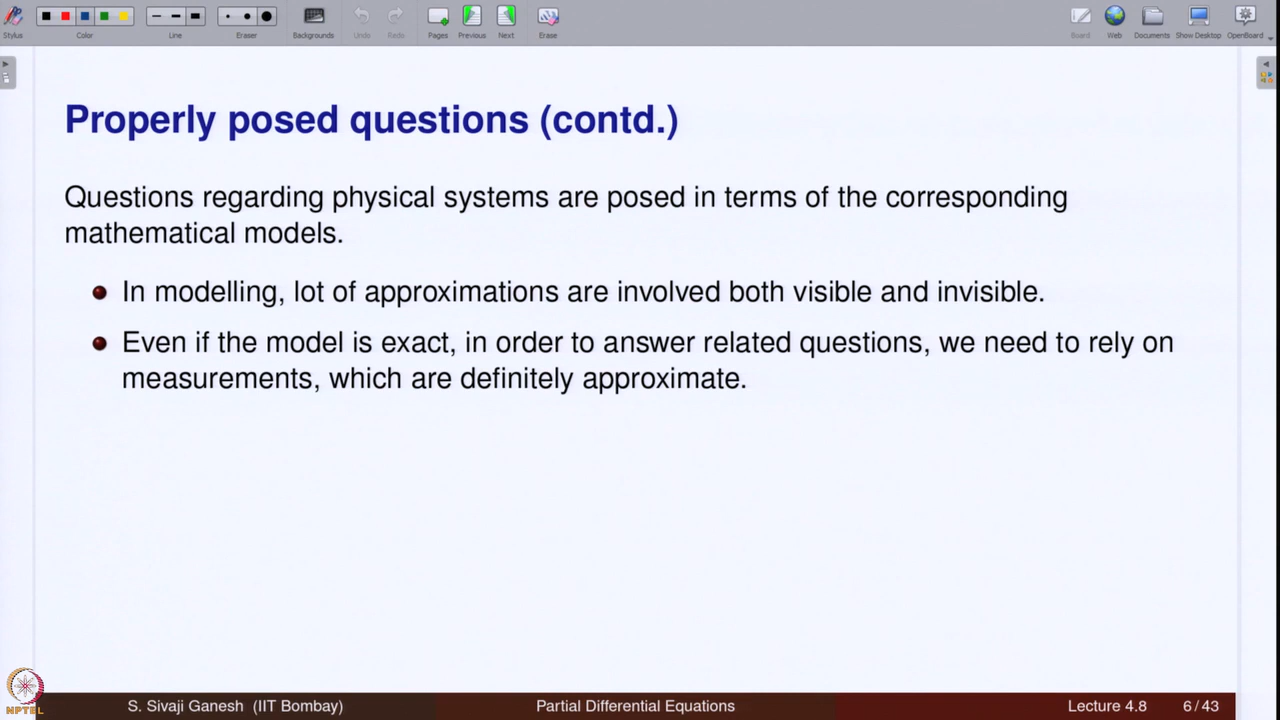 Stylus
Color
Line
Eraser
Backgrounds
Undo
Redo
Pages
Previous
Next
Erase
Board
Web
Documents
Show Desktop
OpenBoard
Properly posed questions (contd.)
Questions regarding physical systems are posed in terms of the corresponding
mathematical models.
In modelling, lot of approximations are involved both visible and invisible.
Even if the model is exact, in order to answer related questions, we need to rely on
measurements, which are definitely approximate.
NPTEL
S. Sivaji Ganesh (IIT Bombay)
Partial Differential Equations
Lecture 4.8
6 / 43